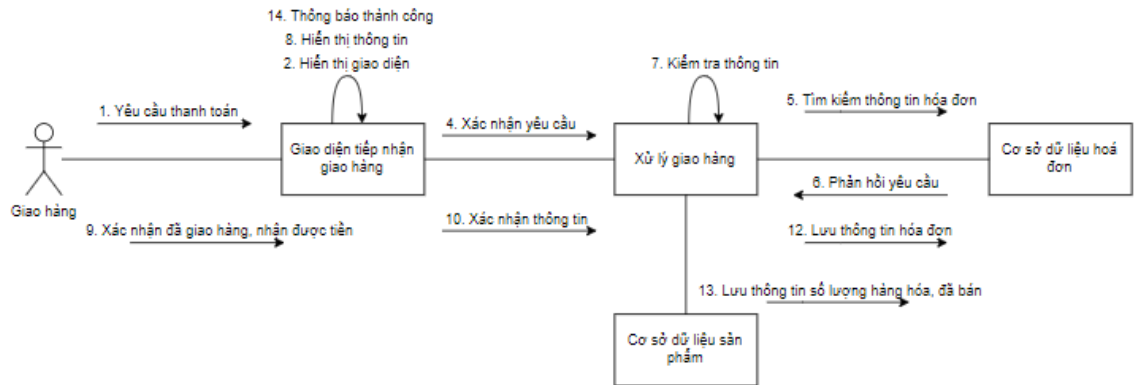 14. Thông báo thành công
8. Hiển thị thông tin
2. Hiển thị giao diện
7. Kiểm tra thông tin
1. Yêu cầu thanh toán
4. Xác nhận yêu cầu
5. Tìm kiếm thông tin hóa đơn
Giao diện tiếp nhận
giao hàng
Xử lý giao hàng
Cơ sở dữ liệu hoá
đơn
6. Phản hồi yêu cầu
Giao hàng
9. Xác nhận đã giao hàng, nhận được tiền
10. Xác nhận thông tin
12. Lưu thông tin hóa đơn
13. Lưu thông tin số lượng hàng hóa, đã bán
Cơ sở dữ liệu sản
phẩm